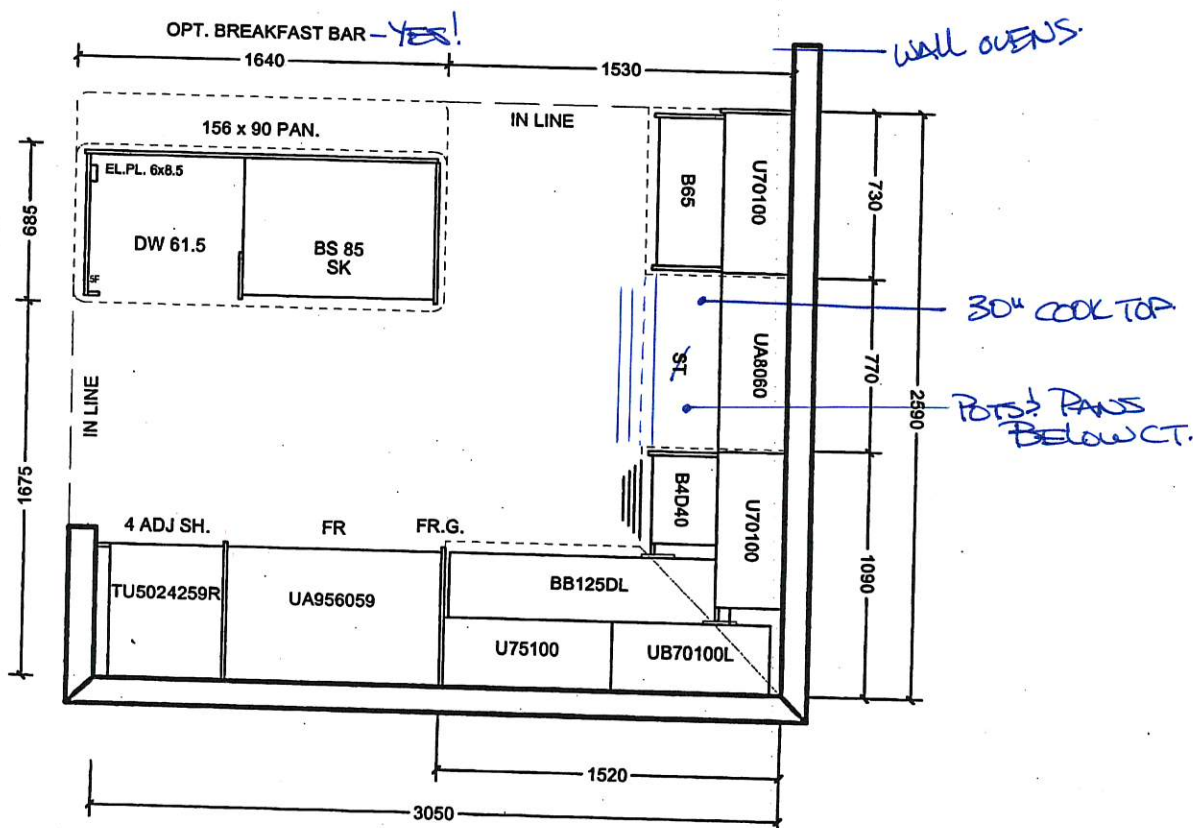 OPT. BREAKFAST BAR - YES!
WALL OVENS.
1640
1530
156 x 90 PAN.
IN LINE
EL.PL. 6x8.5
685
DW 61.5
BS 85
SK
SF
B65
U70100
730
30" COOK TOP.
ST
UA8060
770
2590
POTS & PANS
BELOW CT.
IN LINE
1675
B4D40
U70100
1090
4 ADJ SH.
FR
FR.G.
TU5024259R
UA956059
BB125DL
U75100
UB70100L
1520
3050